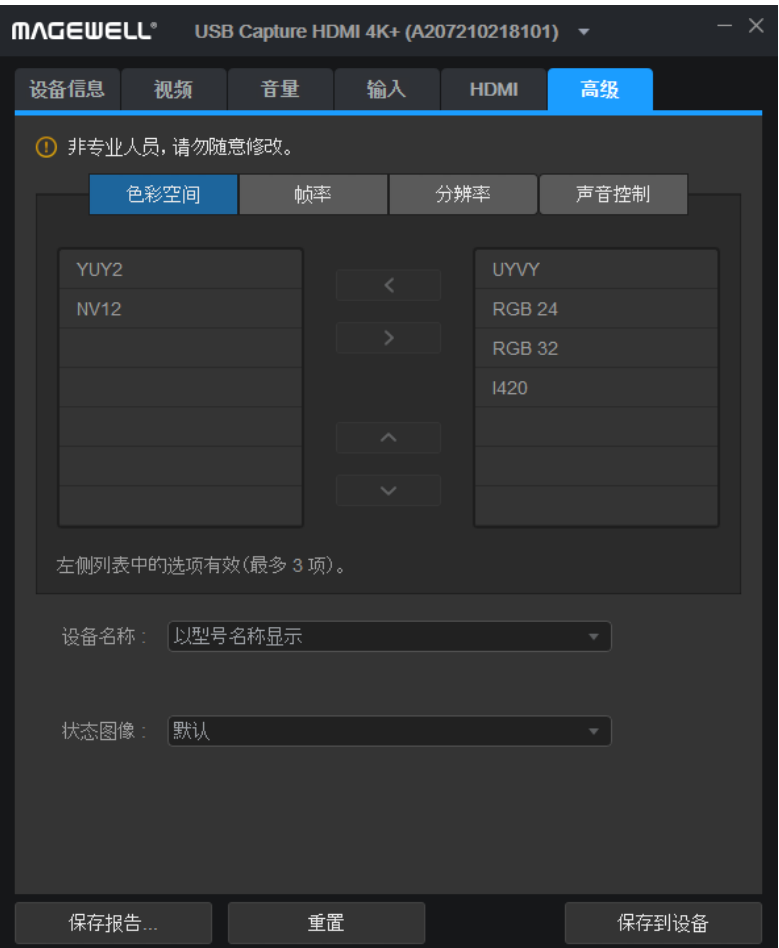 MAGEWELL® USB Capture HDMI 4K+ (A207210218101)
设备信息 视频 音量 输入 HDMI 高级
非专业人员，请勿随意修改。
色彩空间 帧率 分辨率 声音控制
YUY2 UYVY
NV12 RGB 24
RGB 32
I420
左侧列表中的选项有效(最多 3 项)。
设备名称： 以型号名称显示
状态图像： 默认
保存报告... 重置 保存到设备